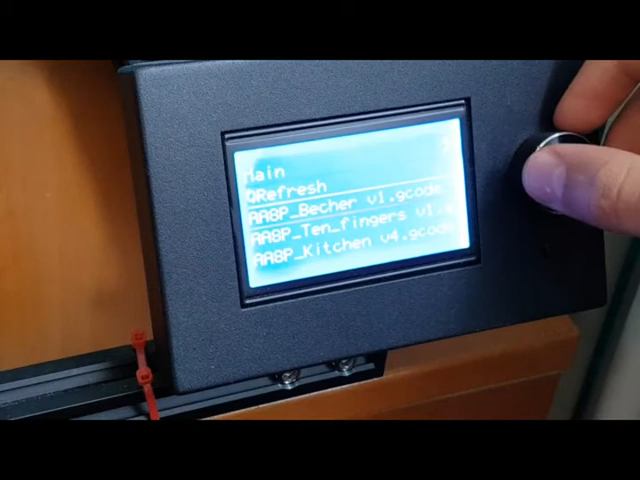 Main
Refresh
AA8P_Becher v1.gcode
AA8P_Ten_fingers v1.
AA8P_Kitchen v4.gcode